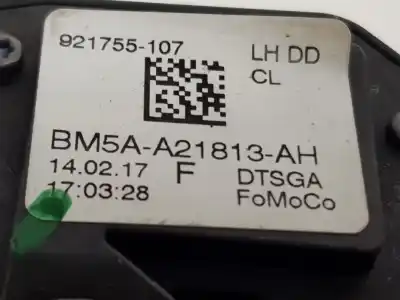 921755-107 LH DD
CL
BM5A-A21813-AH
14.02.17 F DTSGA
17:03:28 FoMoCo